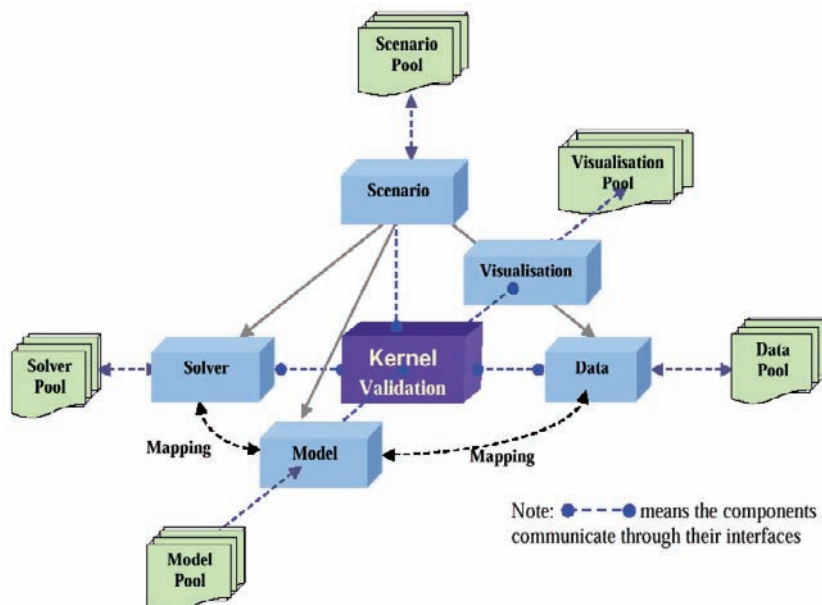 Scenario
Pool
Visualisation
Pool
Scenario
Visualisation
Solver
Pool
Solver
Kernel
Validation
Data
Data
Pool
Mapping
Model
Mapping
Note: means the components
communicate through their interfaces
Model
Pool